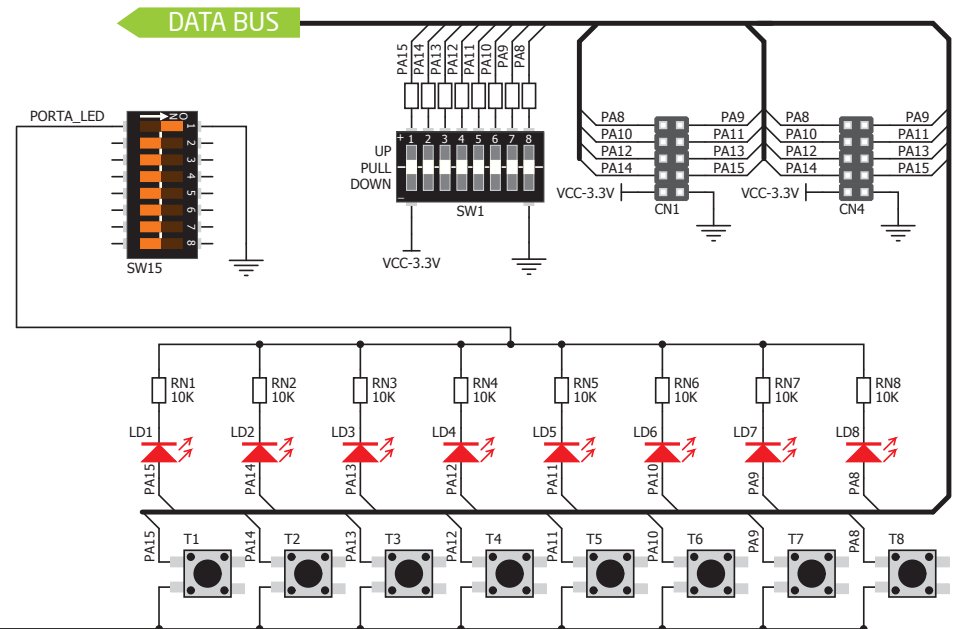 DATA BUS
PA15 PA14 PA13 PA12 PA11 PA10 PA9 PA8
PORTA_LED
ON
1
2
3
4
5
6
7
8
SW15
+ 1 2 3 4 5 6 7 8
UP
PULL
DOWN
_
SW1
VCC-3.3V
PA8 PA9 PA8 PA9
PA10 PA11 PA10 PA11
PA12 PA13 PA12 PA13
PA14 PA15 PA14 PA15
VCC-3.3V CN1 VCC-3.3V CN4
RN1 RN2 RN3 RN4 RN5 RN6 RN7 RN8
10K 10K 10K 10K 10K 10K 10K 10K
LD1 LD2 LD3 LD4 LD5 LD6 LD7 LD8
PA15 PA14 PA13 PA12 PA11 PA10 PA9 PA8
PA15 T1 PA14 T2 PA13 T3 PA12 T4 PA11 T5 PA10 T6 PA9 T7 PA8 T8